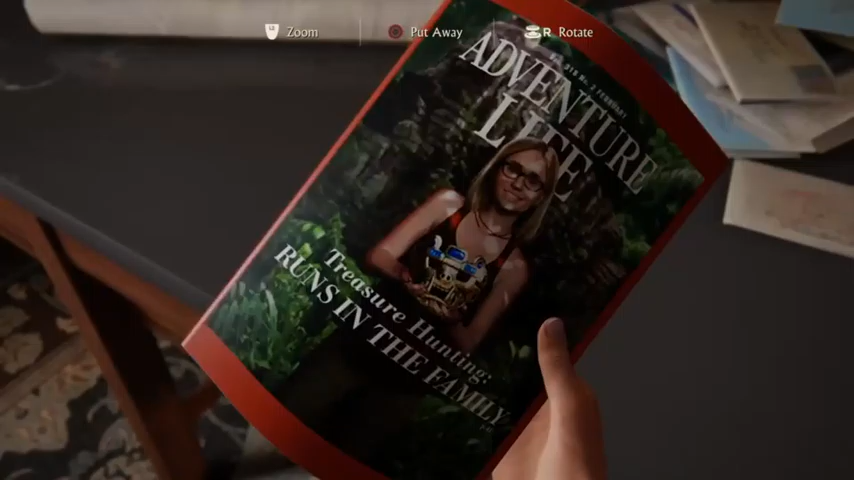 Zoom
Put Away
R Rotate
ADVENTURE
LIFE
Treasure Hunting:
RUNS IN THE FAMILY